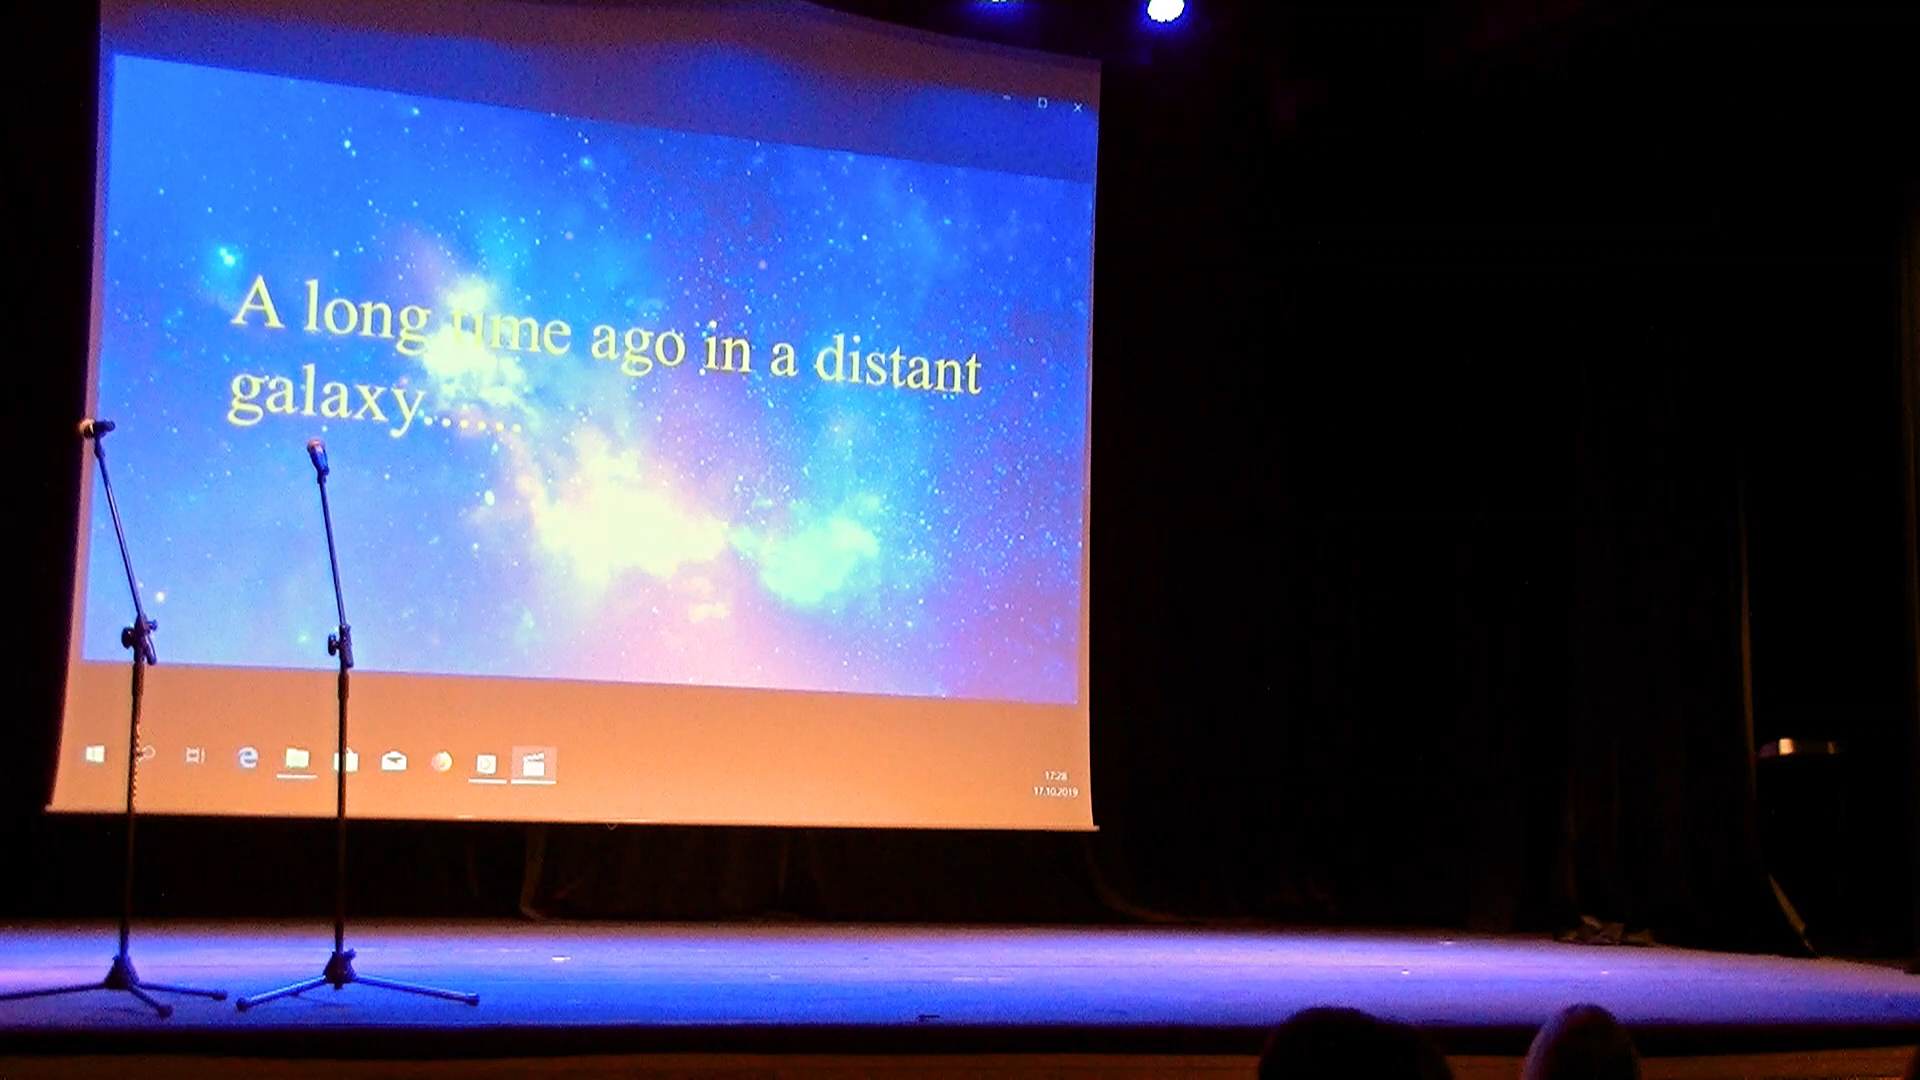 A long time ago in a distant
galaxy......
17:28
17.10.2019